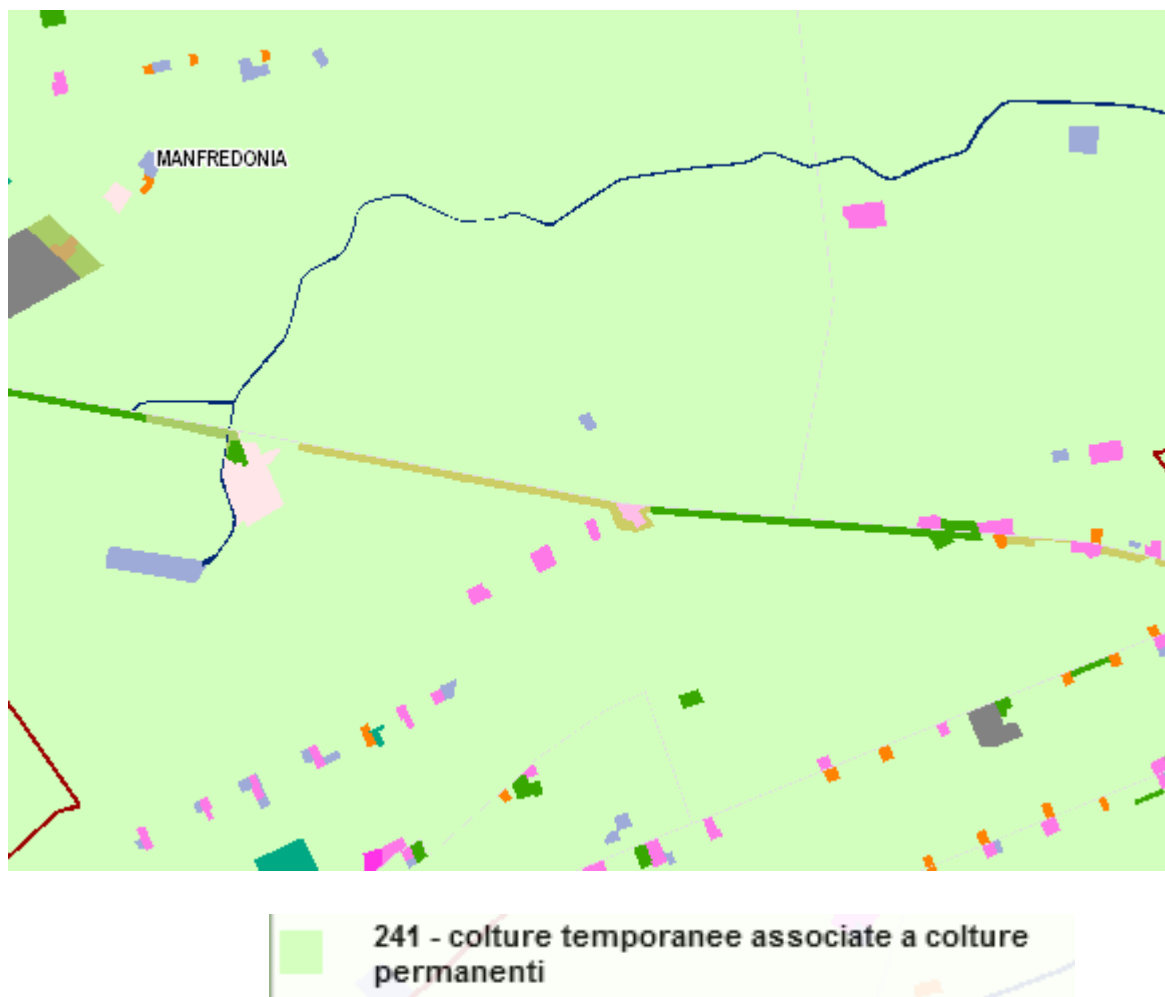 MANFREDONIA
241 - colture temporanee associate a colture
permanenti